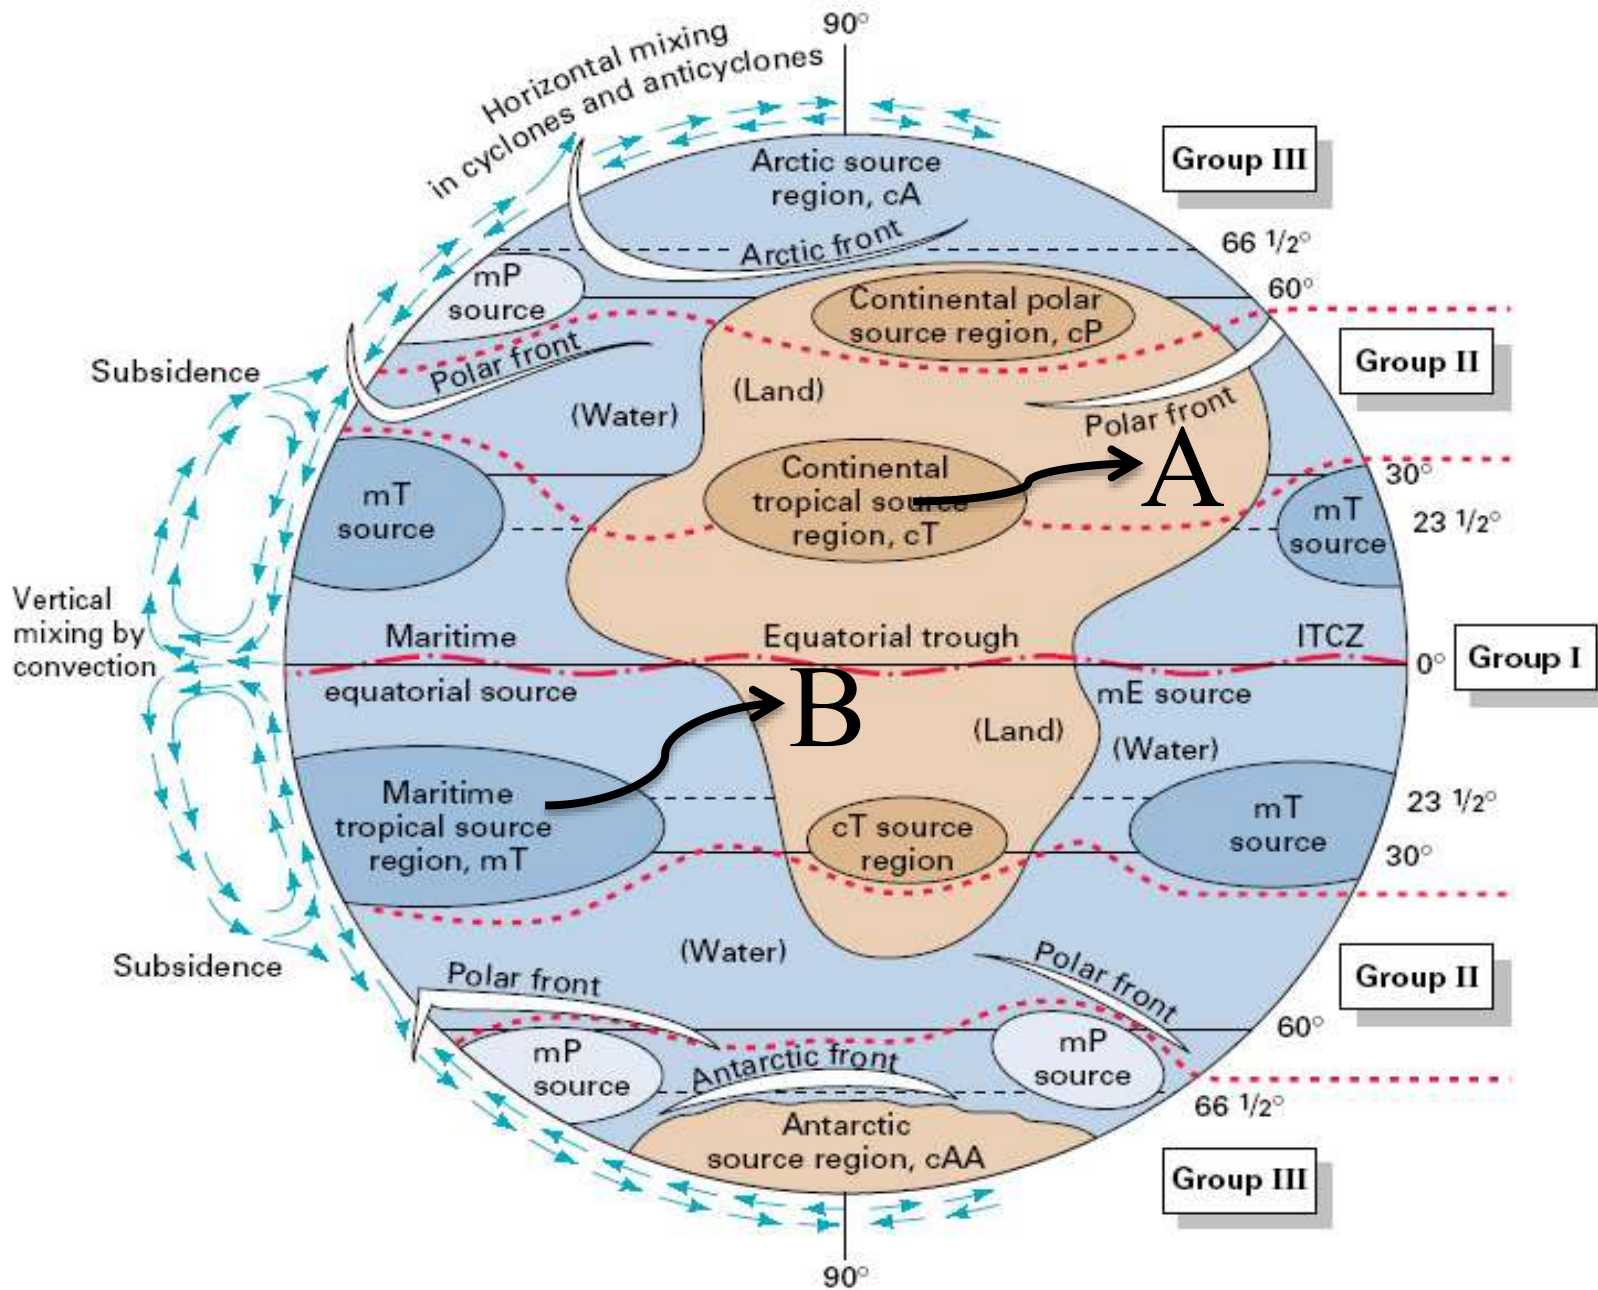 90°
Horizontal mixing
in cyclones and anticyclones
Group III
Arctic source
region, cA
Arctic front
66 1/2°
mP
source
60°
Continental polar
source region, cP
Group II
Subsidence
Polar front
(Land)
(Water)
Polar front
A
Continental
tropical source
region, cT
30°
mT
source
mT
source
23 1/2°
Vertical
mixing by
convection
Maritime
Equatorial trough
ITCZ
0°
Group I
equatorial source
mE source
B
(Land)
(Water)
Maritime
tropical source
region, mT
cT source
region
mT
source
23 1/2°
30°
(Water)
Subsidence
Polar front
Polar front
Group II
60°
mP
source
Antarctic front
mP
source
66 1/2°
Antarctic
source region, cAA
Group III
90°